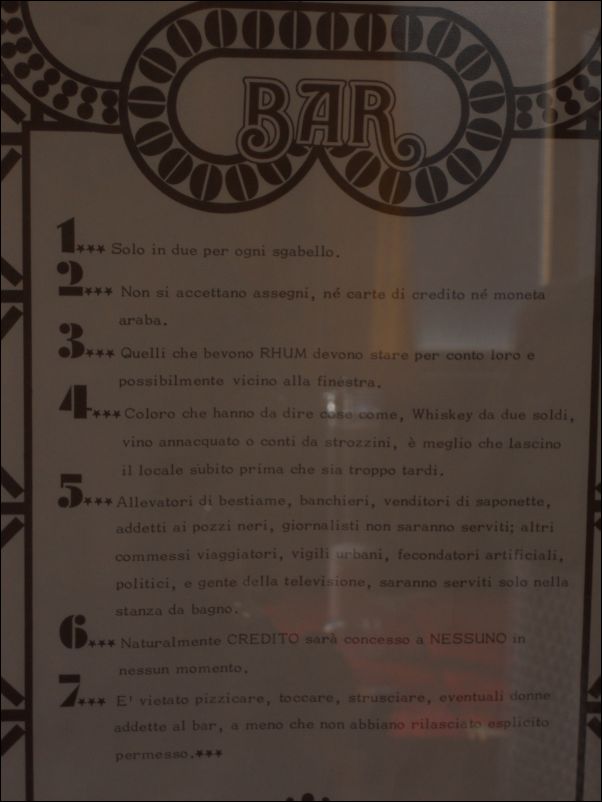 BAR
1*** Solo in due per ogni sgabello.
2*** Non si accettano assegni, né carte di credito né moneta
araba.
3*** Quelli che bevono RHUM devono stare per conto loro e
possibilmente vicino alla finestra.
4*** Coloro che hanno da dire cose come, Whiskey da due soldi,
vino annacquato o conti da strozzini, è meglio che lascino
il locale subito prima che sia troppo tardi.
5*** Allevatori di bestiame, banchieri, venditori di saponette,
addetti ai pozzi neri, giornalisti non saranno serviti; altri
commessi viaggiatori, vigili urbani, fecondatori artificiali,
politici, e gente della televisione, saranno serviti solo nella
stanza da bagno.
6*** Naturalmente CREDITO sarà concesso a NESSUNO in
nessun momento.
7*** E' vietato pizzicare, toccare, strusciare, eventuali donne
addette al bar, a meno che non abbiano rilasciato esplicito
permesso.***